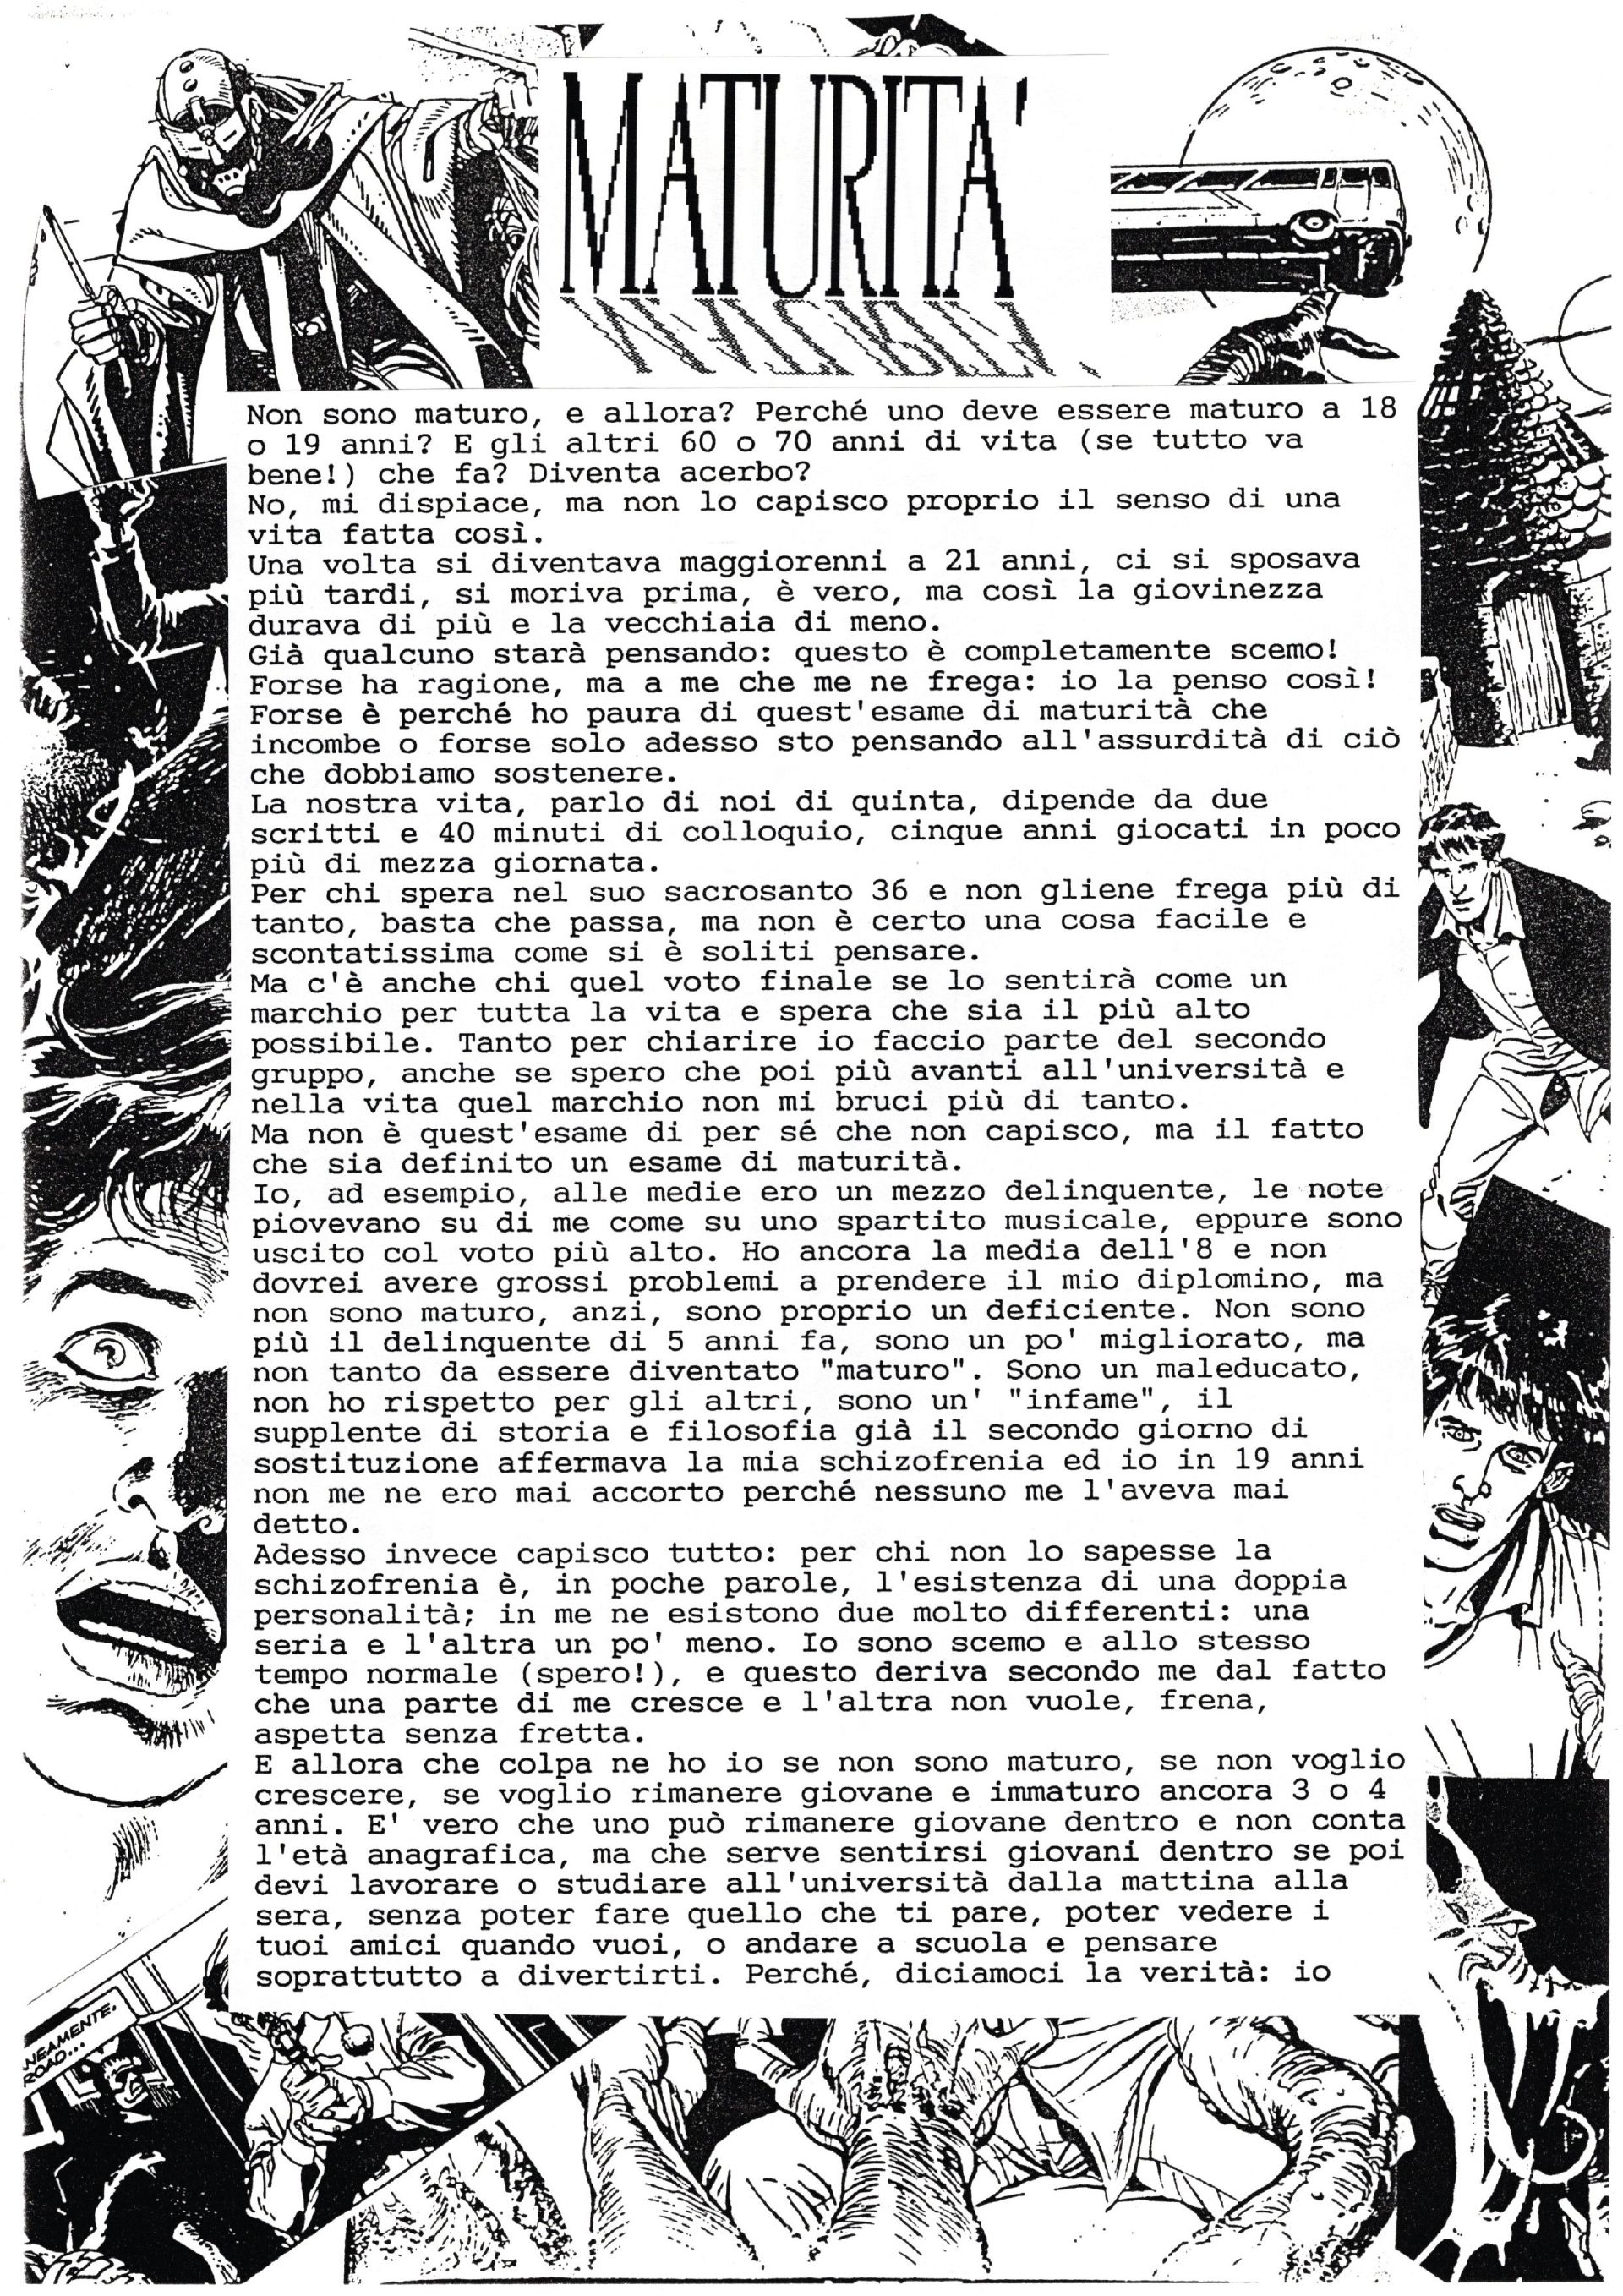 MATURITA'
Non sono maturo, e allora? Perché uno deve essere maturo a 18
o 19 anni? E gli altri 60 o 70 anni di vita (se tutto va
bene!) che fa? Diventa acerbo?
No, mi dispiace, ma non lo capisco proprio il senso di una
vita fatta così.
Una volta si diventava maggiorenni a 21 anni, ci si sposava
più tardi, si moriva prima, è vero, ma così la giovinezza
durava di più e la vecchiaia di meno.
Già qualcuno starà pensando: questo è completamente scemo!
Forse ha ragione, ma a me che me ne frega: io la penso così!
Forse è perché ho paura di quest'esame di maturità che
incombe o forse solo adesso sto pensando all'assurdità di ciò
che dobbiamo sostenere.
La nostra vita, parlo di noi di quinta, dipende da due
scritti e 40 minuti di colloquio, cinque anni giocati in poco
più di mezza giornata.
Per chi spera nel suo sacrosanto 36 e non gliene frega più di
tanto, basta che passa, ma non è certo una cosa facile e
scontatissima come si è soliti pensare.
Ma c'è anche chi quel voto finale se lo sentirà come un
marchio per tutta la vita e spera che sia il più alto
possibile. Tanto per chiarire io faccio parte del secondo
gruppo, anche se spero che poi più avanti all'università e
nella vita quel marchio non mi bruci più di tanto.
Ma non è quest'esame di per sé che non capisco, ma il fatto
che sia definito un esame di maturità.
Io, ad esempio, alle medie ero un mezzo delinquente, le note
piovevano su di me come su uno spartito musicale, eppure sono
uscito col voto più alto. Ho ancora la media dell'8 e non
dovrei avere grossi problemi a prendere il mio diplomino, ma
non sono maturo, anzi, sono proprio un deficiente. Non sono
più il delinquente di 5 anni fa, sono un po' migliorato, ma
non tanto da essere diventato "maturo". Sono un maleducato,
non ho rispetto per gli altri, sono un' "infame", il
supplente di storia e filosofia già il secondo giorno di
sostituzione affermava la mia schizofrenia ed io in 19 anni
non me ne ero mai accorto perché nessuno me l'aveva mai
detto.
Adesso invece capisco tutto: per chi non lo sapesse la
schizofrenia è, in poche parole, l'esistenza di una doppia
personalità; in me ne esistono due molto differenti: una
seria e l'altra un po' meno. Io sono scemo e allo stesso
tempo normale (spero!), e questo deriva secondo me dal fatto
che una parte di me cresce e l'altra non vuole, frena,
aspetta senza fretta.
E allora che colpa ne ho io se non sono maturo, se non voglio
crescere, se voglio rimanere giovane e immaturo ancora 3 o 4
anni. E' vero che uno può rimanere giovane dentro e non conta
l'età anagrafica, ma che serve sentirsi giovani dentro se poi
devi lavorare o studiare all'università dalla mattina alla
sera, senza poter fare quello che ti pare, poter vedere i
tuoi amici quando vuoi, o andare a scuola e pensare
soprattutto a divertirti. Perché, diciamoci la verità: io
NEAMENTE,
ROAD...